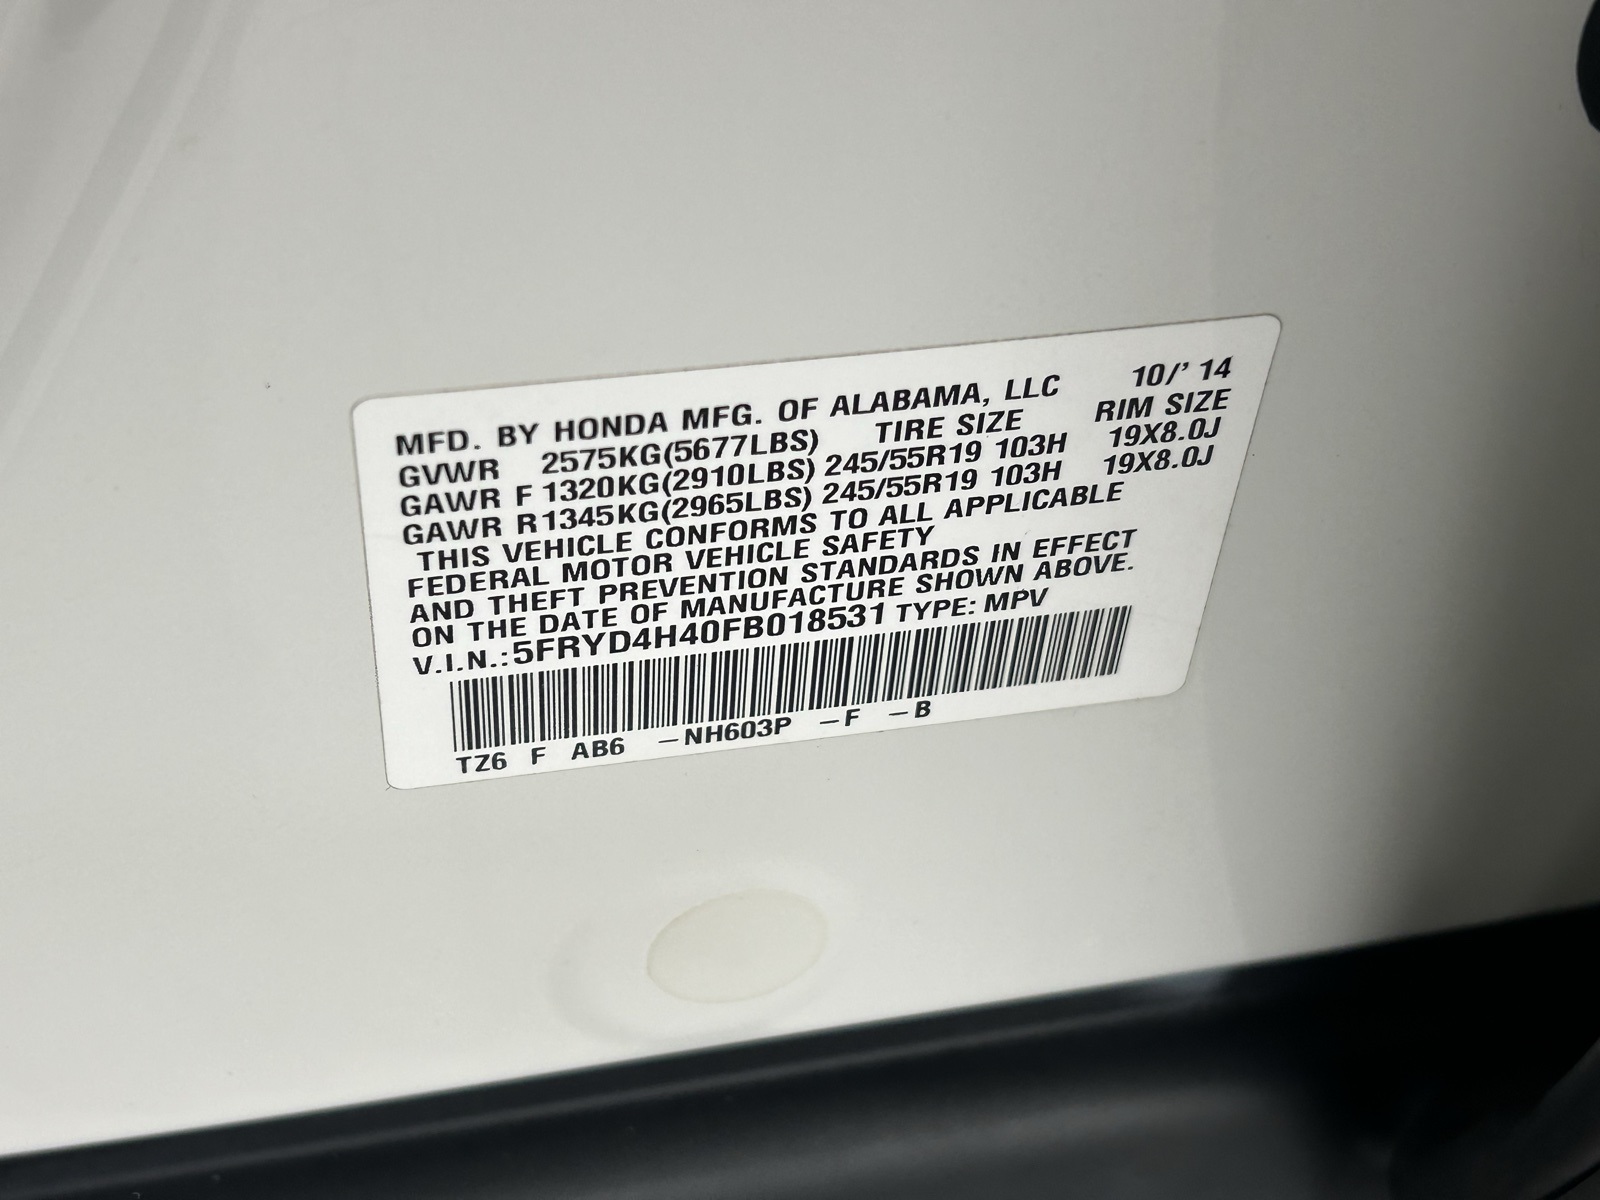 MFD. BY HONDA MFG. OF ALABAMA, LLC 10/' 14
GVWR 2575KG(5677LBS) TIRE SIZE RIM SIZE
GAWR F 1320KG(2910LBS) 245/55R19 103H 19X8.0J
GAWR R 1345KG(2965LBS) 245/55R19 103H 19X8.0J
THIS VEHICLE CONFORMS TO ALL APPLICABLE
FEDERAL MOTOR VEHICLE SAFETY
AND THEFT PREVENTION STANDARDS IN EFFECT
ON THE DATE OF MANUFACTURE SHOWN ABOVE.
V.I.N.: 5FRYD4H40FB018531 TYPE: MPV
TZ6 F AB6 -NH603P -F -B